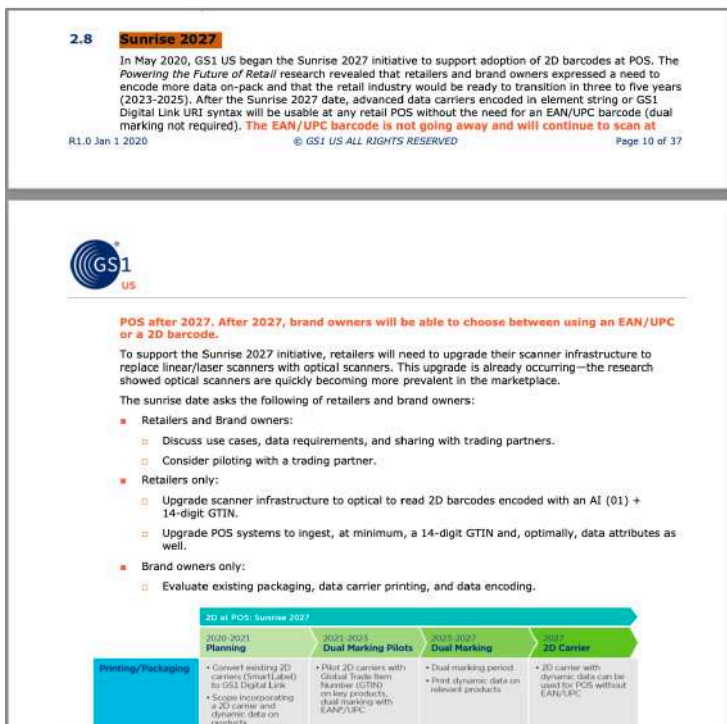 2.8 Sunrise 2027
In May 2020, GS1 US began the Sunrise 2027 initiative to support adoption of 2D barcodes at POS. The
Powering the Future of Retail research revealed that retailers and brand owners expressed a need to
encode more data on-pack and that the retail industry would be ready to transition in three to five years
(2023-2025). After the Sunrise 2027 date, advanced data carriers encoded in element string or GS1
Digital Link URI syntax will be usable at any retail POS without the need for an EAN/UPC barcode (dual
marking not required). The EAN/UPC barcode is not going away and will continue to scan at
R1.0 Jan 1 2020 © GS1 US ALL RIGHTS RESERVED Page 10 of 37
GS1
US
POS after 2027. After 2027, brand owners will be able to choose between using an EAN/UPC
or a 2D barcode.
To support the Sunrise 2027 initiative, retailers will need to upgrade their scanner infrastructure to
replace linear/laser scanners with optical scanners. This upgrade is already occurring—the research
showed optical scanners are quickly becoming more prevalent in the marketplace.
The sunrise date asks the following of retailers and brand owners:
Retailers and Brand owners:
Discuss use cases, data requirements, and sharing with trading partners.
Consider piloting with a trading partner.
Retailers only:
Upgrade scanner infrastructure to optical to read 2D barcodes encoded with an AI (01) +
14-digit GTIN.
Upgrade POS systems to ingest, at minimum, a 14-digit GTIN and, optimally, data attributes as
well.
Brand owners only:
Evaluate existing packaging, data carrier printing, and data encoding.
2D at POS: Sunrise 2027
2020-2021
Planning
2021-2023
Dual Marking Pilots
2023-2027
Dual Marking
2027
2D Carrier
Printing/Packaging
• Convert existing 2D
carriers (SmartLabel)
to GS1 Digital Link
• Scope incorporating
a 2D carrier and
dynamic data on
products
• Pilot 2D carriers with
Global Trade Item
Number (GTIN)
on key products,
dual marking with
EAN/UPC
• Dual marking period
• Print dynamic data on
relevant products
• 2D carrier with
dynamic data can be
used for POS without
EAN/UPC